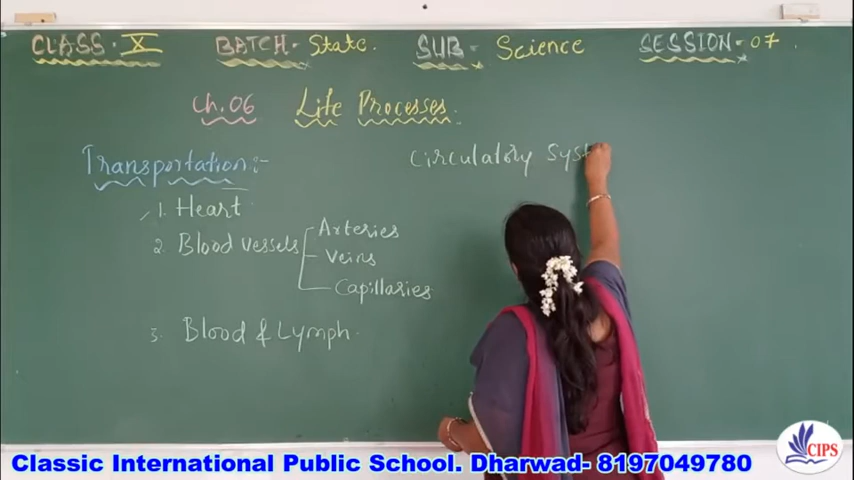 CLASS - X BATCH - State. SUB - Science SESSION - 07
Ch. 06 Life Processes.
Transportation :-
Circulatory Syst
1. Heart
2. Blood vessels
Arteries
Veins
Capillaries
3. Blood & Lymph.
Classic International Public School. Dharwad- 8197049780
CIPS